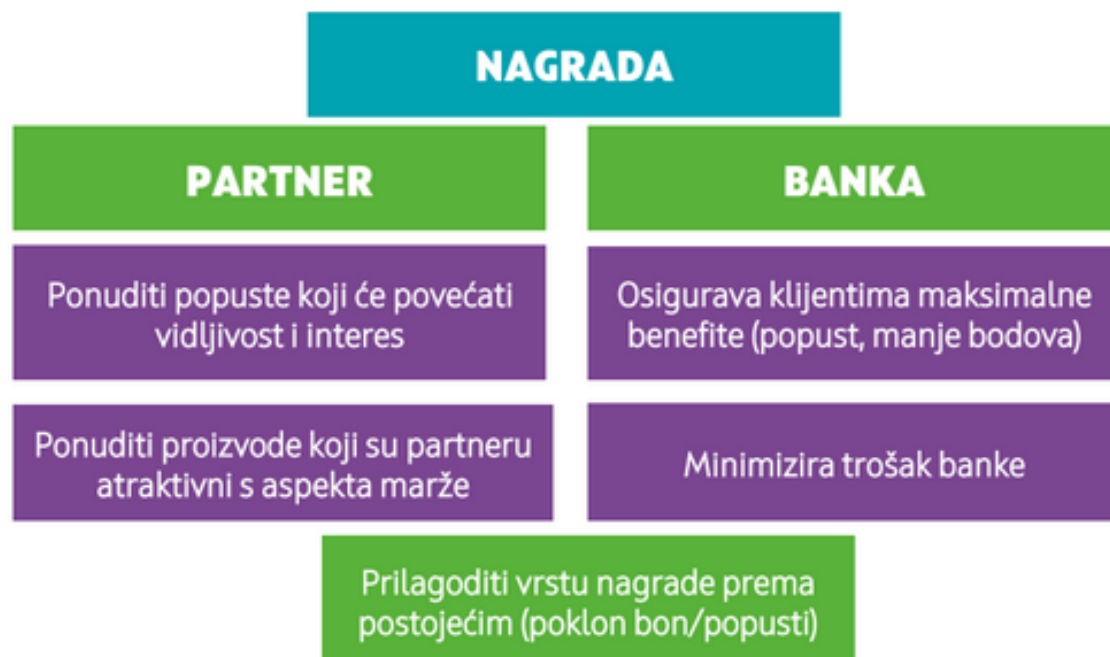 NAGRADA
PARTNER
BANKA
Ponuditi popuste koji će povećati
vidljivost i interes
Osigurava klijentima maksimalne
benefite (popust, manje bodova)
Ponuditi proizvode koji su partneru
atraktivni s aspekta marže
Minimizira trošak banke
Prilagoditi vrstu nagrade prema
postojećim (poklon bon/popusti)